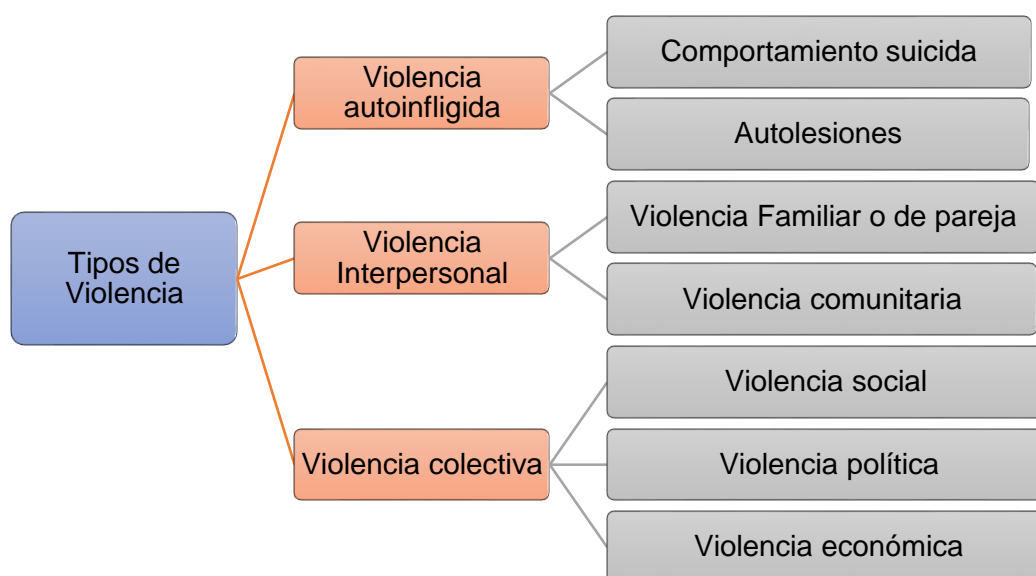 Tipos de
Violencia
Violencia
autoinfligida
Comportamiento suicida
Autolesiones
Violencia
Interpersonal
Violencia Familiar o de pareja
Violencia comunitaria
Violencia colectiva
Violencia social
Violencia política
Violencia económica